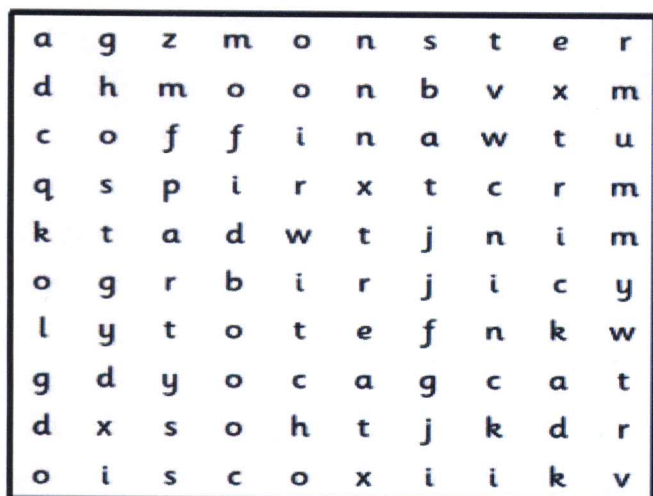 a g z m o n s t e r
d h m o o n b v x m
c o f f i n a w t u
q s p i r x t c r m
k t a d w t j n i m
o g r b i r j i c y
l y t o t e f n k w
g d y o c a g c a t
d x s o h t j k d r
o i s c o x i i k v